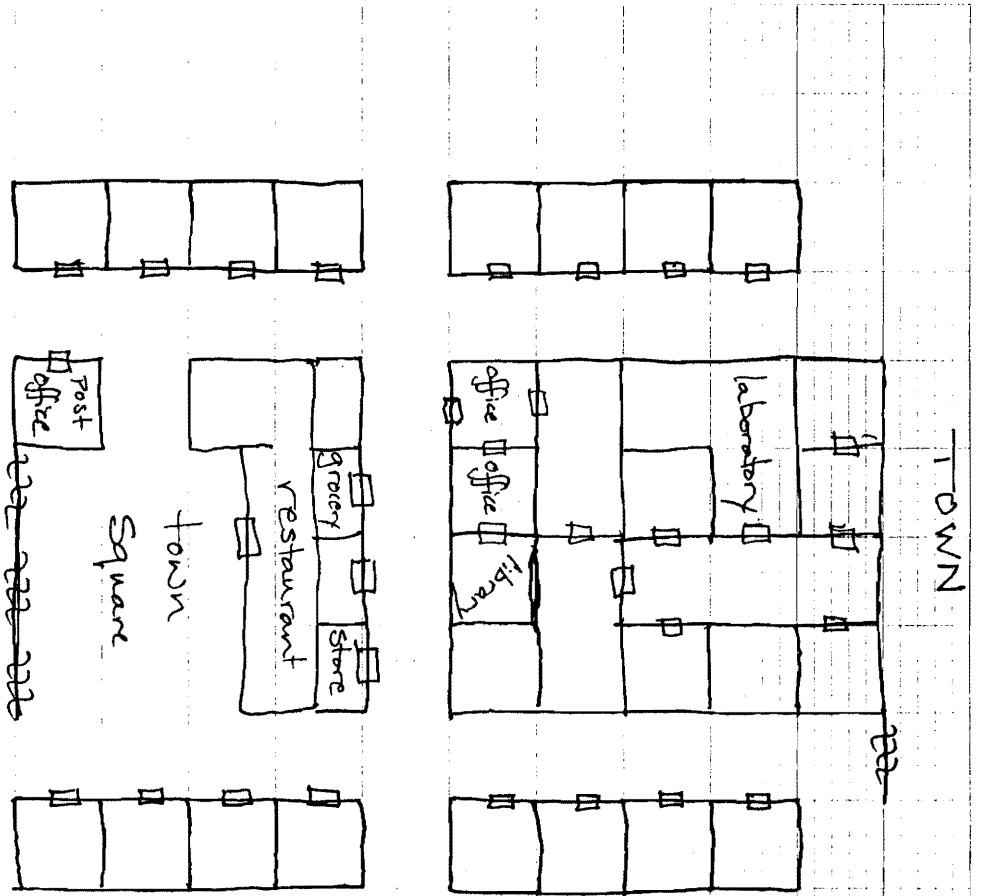 TOWN
laboratory
office
office
library
grocery
store
restaurant
town
square
post
office